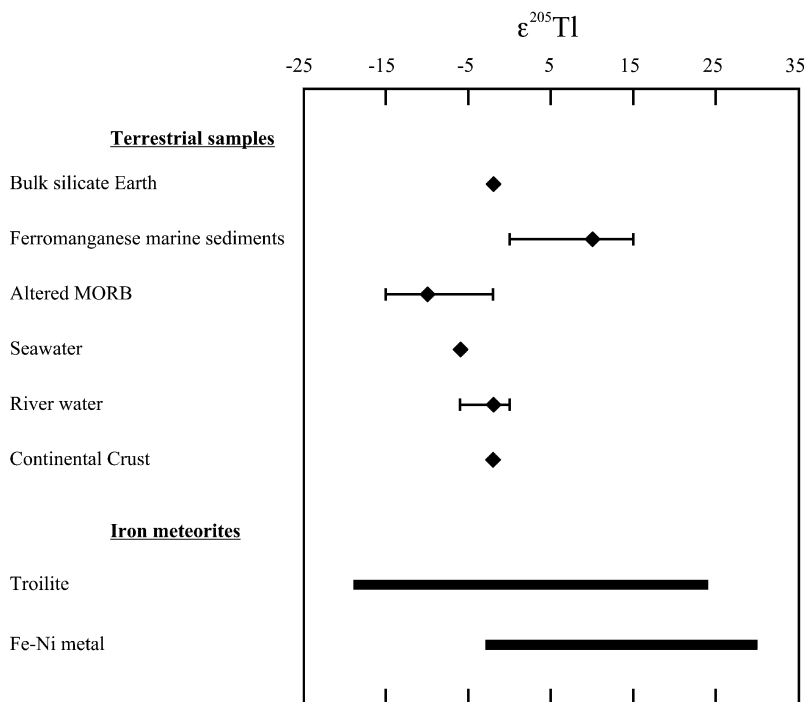 ε²⁰⁵Tl
-25 -15 -5 5 15 25 35
Terrestrial samples
Bulk silicate Earth
Ferromanganese marine sediments
Altered MORB
Seawater
River water
Continental Crust
Iron meteorites
Troilite
Fe-Ni metal